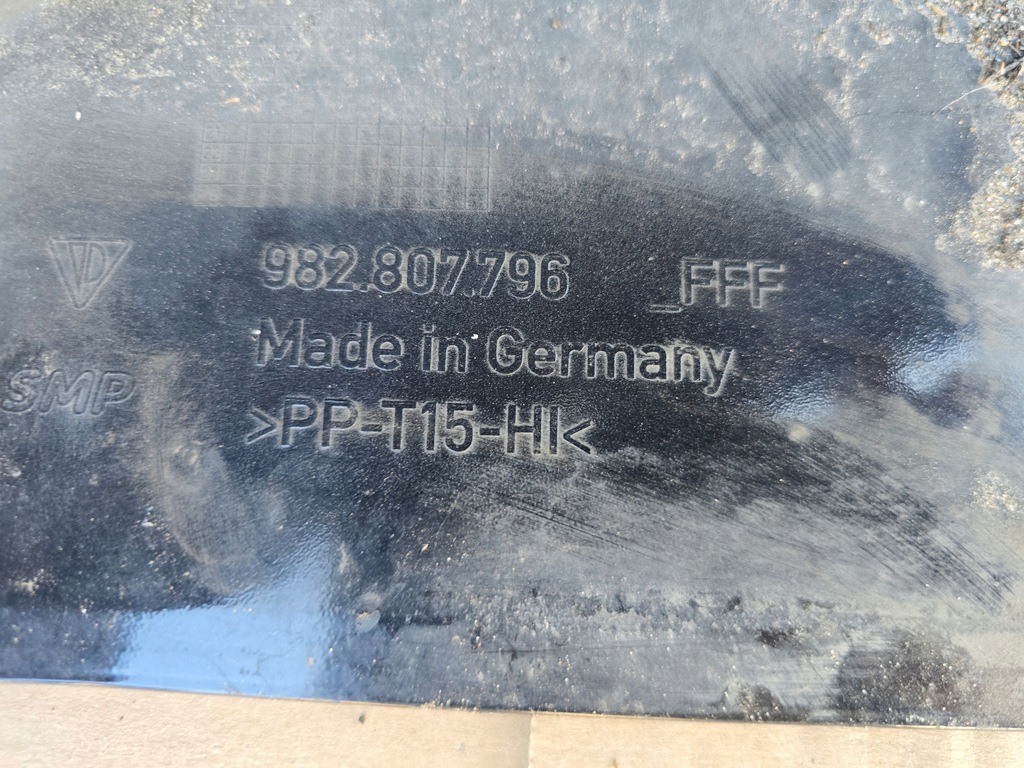 982.807.796 _FFF
Made in Germany
SMP
>PP-T15-HI<